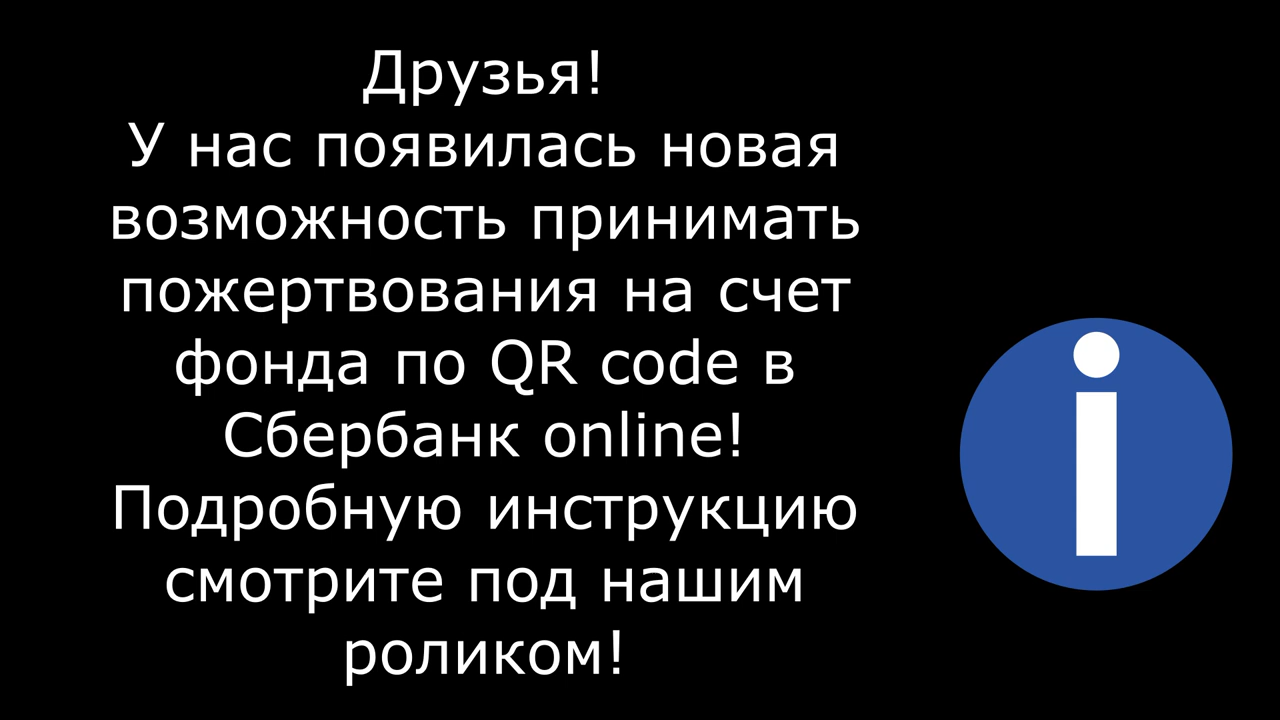 Друзья!
У нас появилась новая
возможность принимать
пожертвования на счет
фонда по QR code в
Сбербанк online!
Подробную инструкцию
смотрите под нашим
роликом!